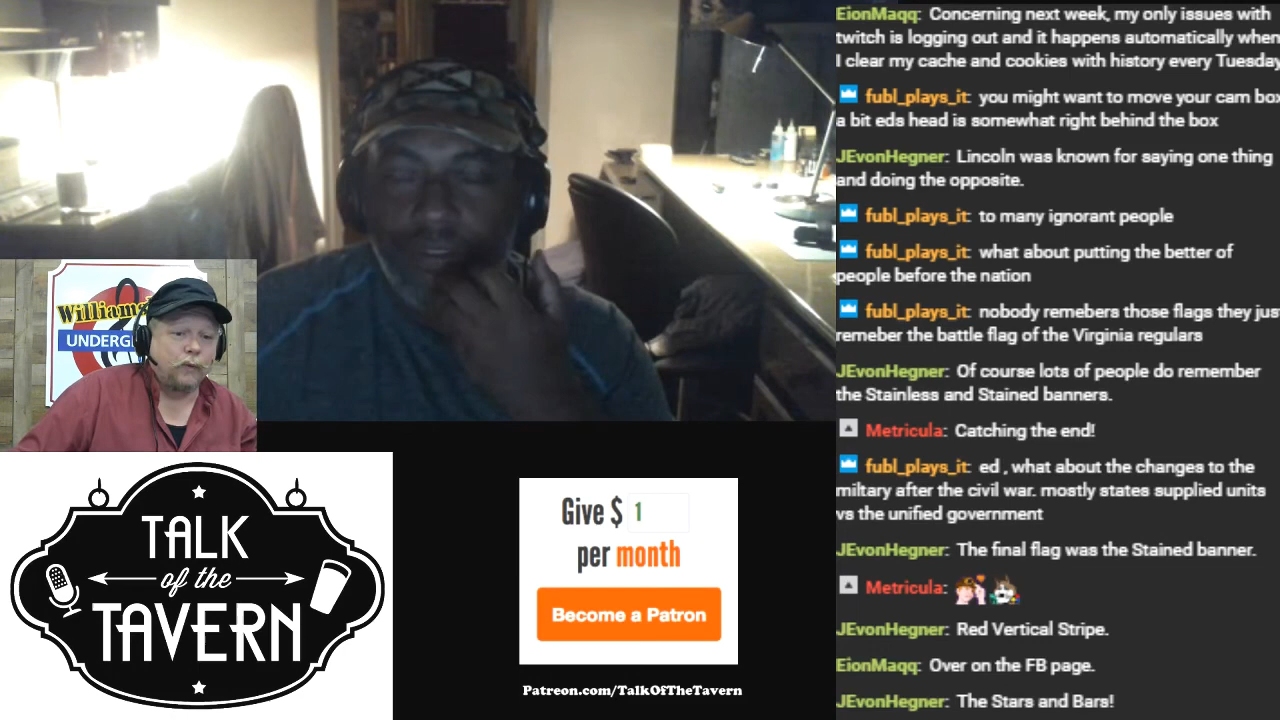 Williams
UNDERG
TALK
of the
TAVERN
Give $ 1
per month
Become a Patron
Patreon.com/TalkOfTheTavern
EionMaqq: Concerning next week, my only issues with
twitch is logging out and it happens automatically when
I clear my cache and cookies with history every Tuesday
fubl_plays_it: you might want to move your cam box
a bit eds head is somewhat right behind the box
JEvonHegner: Lincoln was known for saying one thing
and doing the opposite.
fubl_plays_it: to many ignorant people
fubl_plays_it: what about putting the better of
people before the nation
fubl_plays_it: nobody remebers those flags they just
remeber the battle flag of the Virginia regulars
JEvonHegner: Of course lots of people do remember
the Stainless and Stained banners.
Metricula: Catching the end!
fubl_plays_it: ed , what about the changes to the
miltary after the civil war. mostly states supplied units
vs the unified government
JEvonHegner: The final flag was the Stained banner.
Metricula:
JEvonHegner: Red Vertical Stripe.
EionMaqq: Over on the FB page.
JEvonHegner: The Stars and Bars!